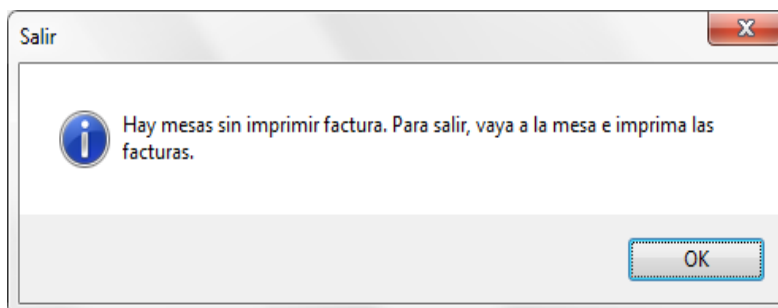 Salir
Hay mesas sin imprimir factura. Para salir, vaya a la mesa e imprima las
facturas.
OK